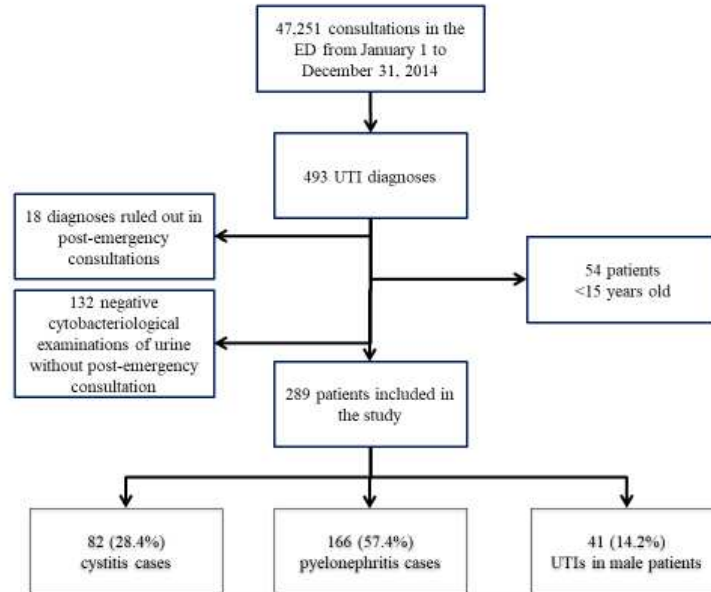 47,251 consultations in the
ED from January 1 to
December 31, 2014
493 UTI diagnoses
18 diagnoses ruled out in
post-emergency
consultations
54 patients
<15 years old
132 negative
cytobacteriological
examinations of urine
without post-emergency
consultation
289 patients included in
the study
82 (28.4%)
cystitis cases
166 (57.4%)
pyelonephritis cases
41 (14.2%)
UTIs in male patients